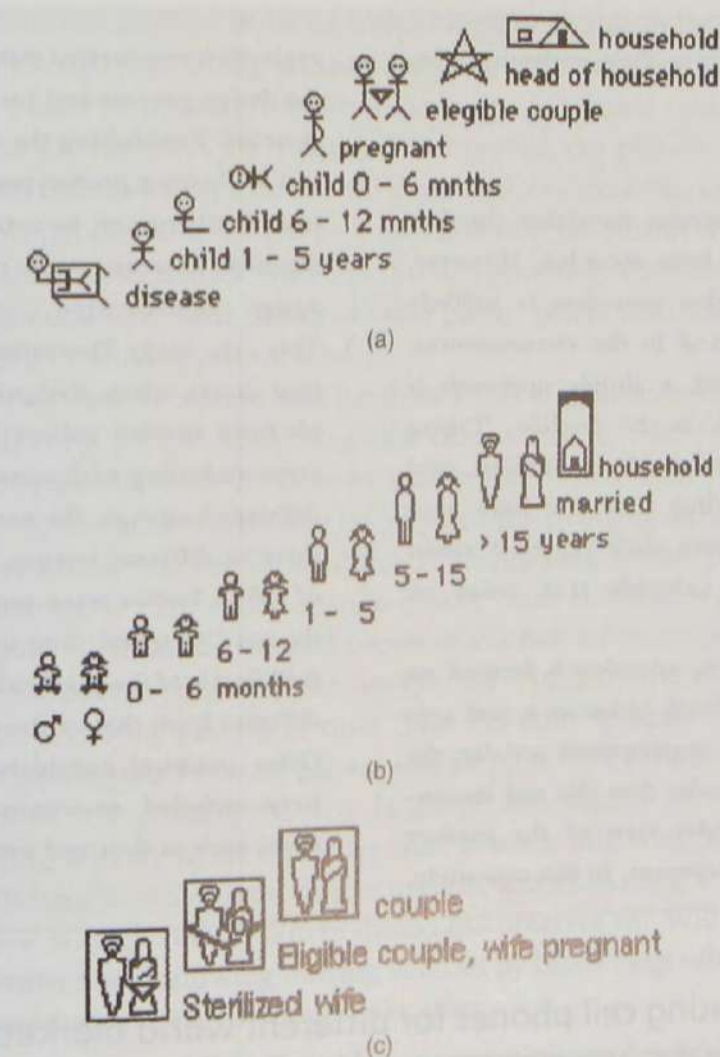 household
head of household
elegible couple
pregnant
child 0 - 6 mnths
child 6 - 12 mnths
child 1 - 5 years
disease
(a)
household
married
> 15 years
5 - 15
1 - 5
6 - 12
0 - 6 months
♂ ♀
(b)
couple
Eligible couple, wife pregnant
Sterilized wife
(c)